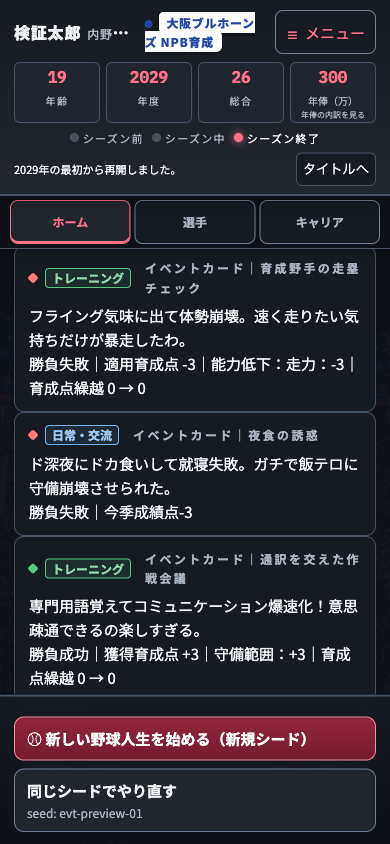 検証太郎 内野… 大阪ブルホーン
ズ NPB育成
≡ メニュー
19 2029 26 300
年齢 年度 総合 年俸（万）
年俸の内訳を見る
シーズン前 シーズン中 シーズン終了
2029年の最初から再開しました。 タイトルへ
ホーム 選手 キャリア
トレーニング イベントカード｜育成野手の走塁
チェック
フライング気味に出て体勢崩壊。速く走りたい気
持ちだけが暴走したわ。
勝負失敗｜適用育成点 -3｜能力低下：走力：-3｜
育成点繰越 0 → 0
日常・交流 イベントカード｜夜食の誘惑
ド深夜にドカ食いして就寝失敗。ガチで飯テロに
守備崩壊させられた。
勝負失敗｜今季成績点-3
トレーニング イベントカード｜通訳を交えた作
戦会議
専門用語覚えてコミュニケーション爆速化！意思
疎通できるの楽しすぎる。
勝負成功｜獲得育成点 +3｜守備範囲：+3｜育成
点繰越 0 → 0
新しい野球人生を始める（新規シード）
同じシードでやり直す
seed: evt-preview-01